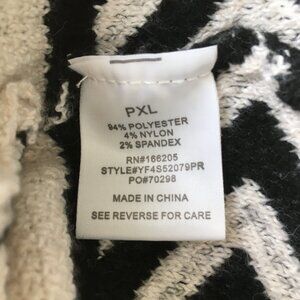 PXL
94% POLYESTER
4% NYLON
2% SPANDEX
RN#166205
STYLE#YF4S52079PR
PO#70298
MADE IN CHINA
SEE REVERSE FOR CARE